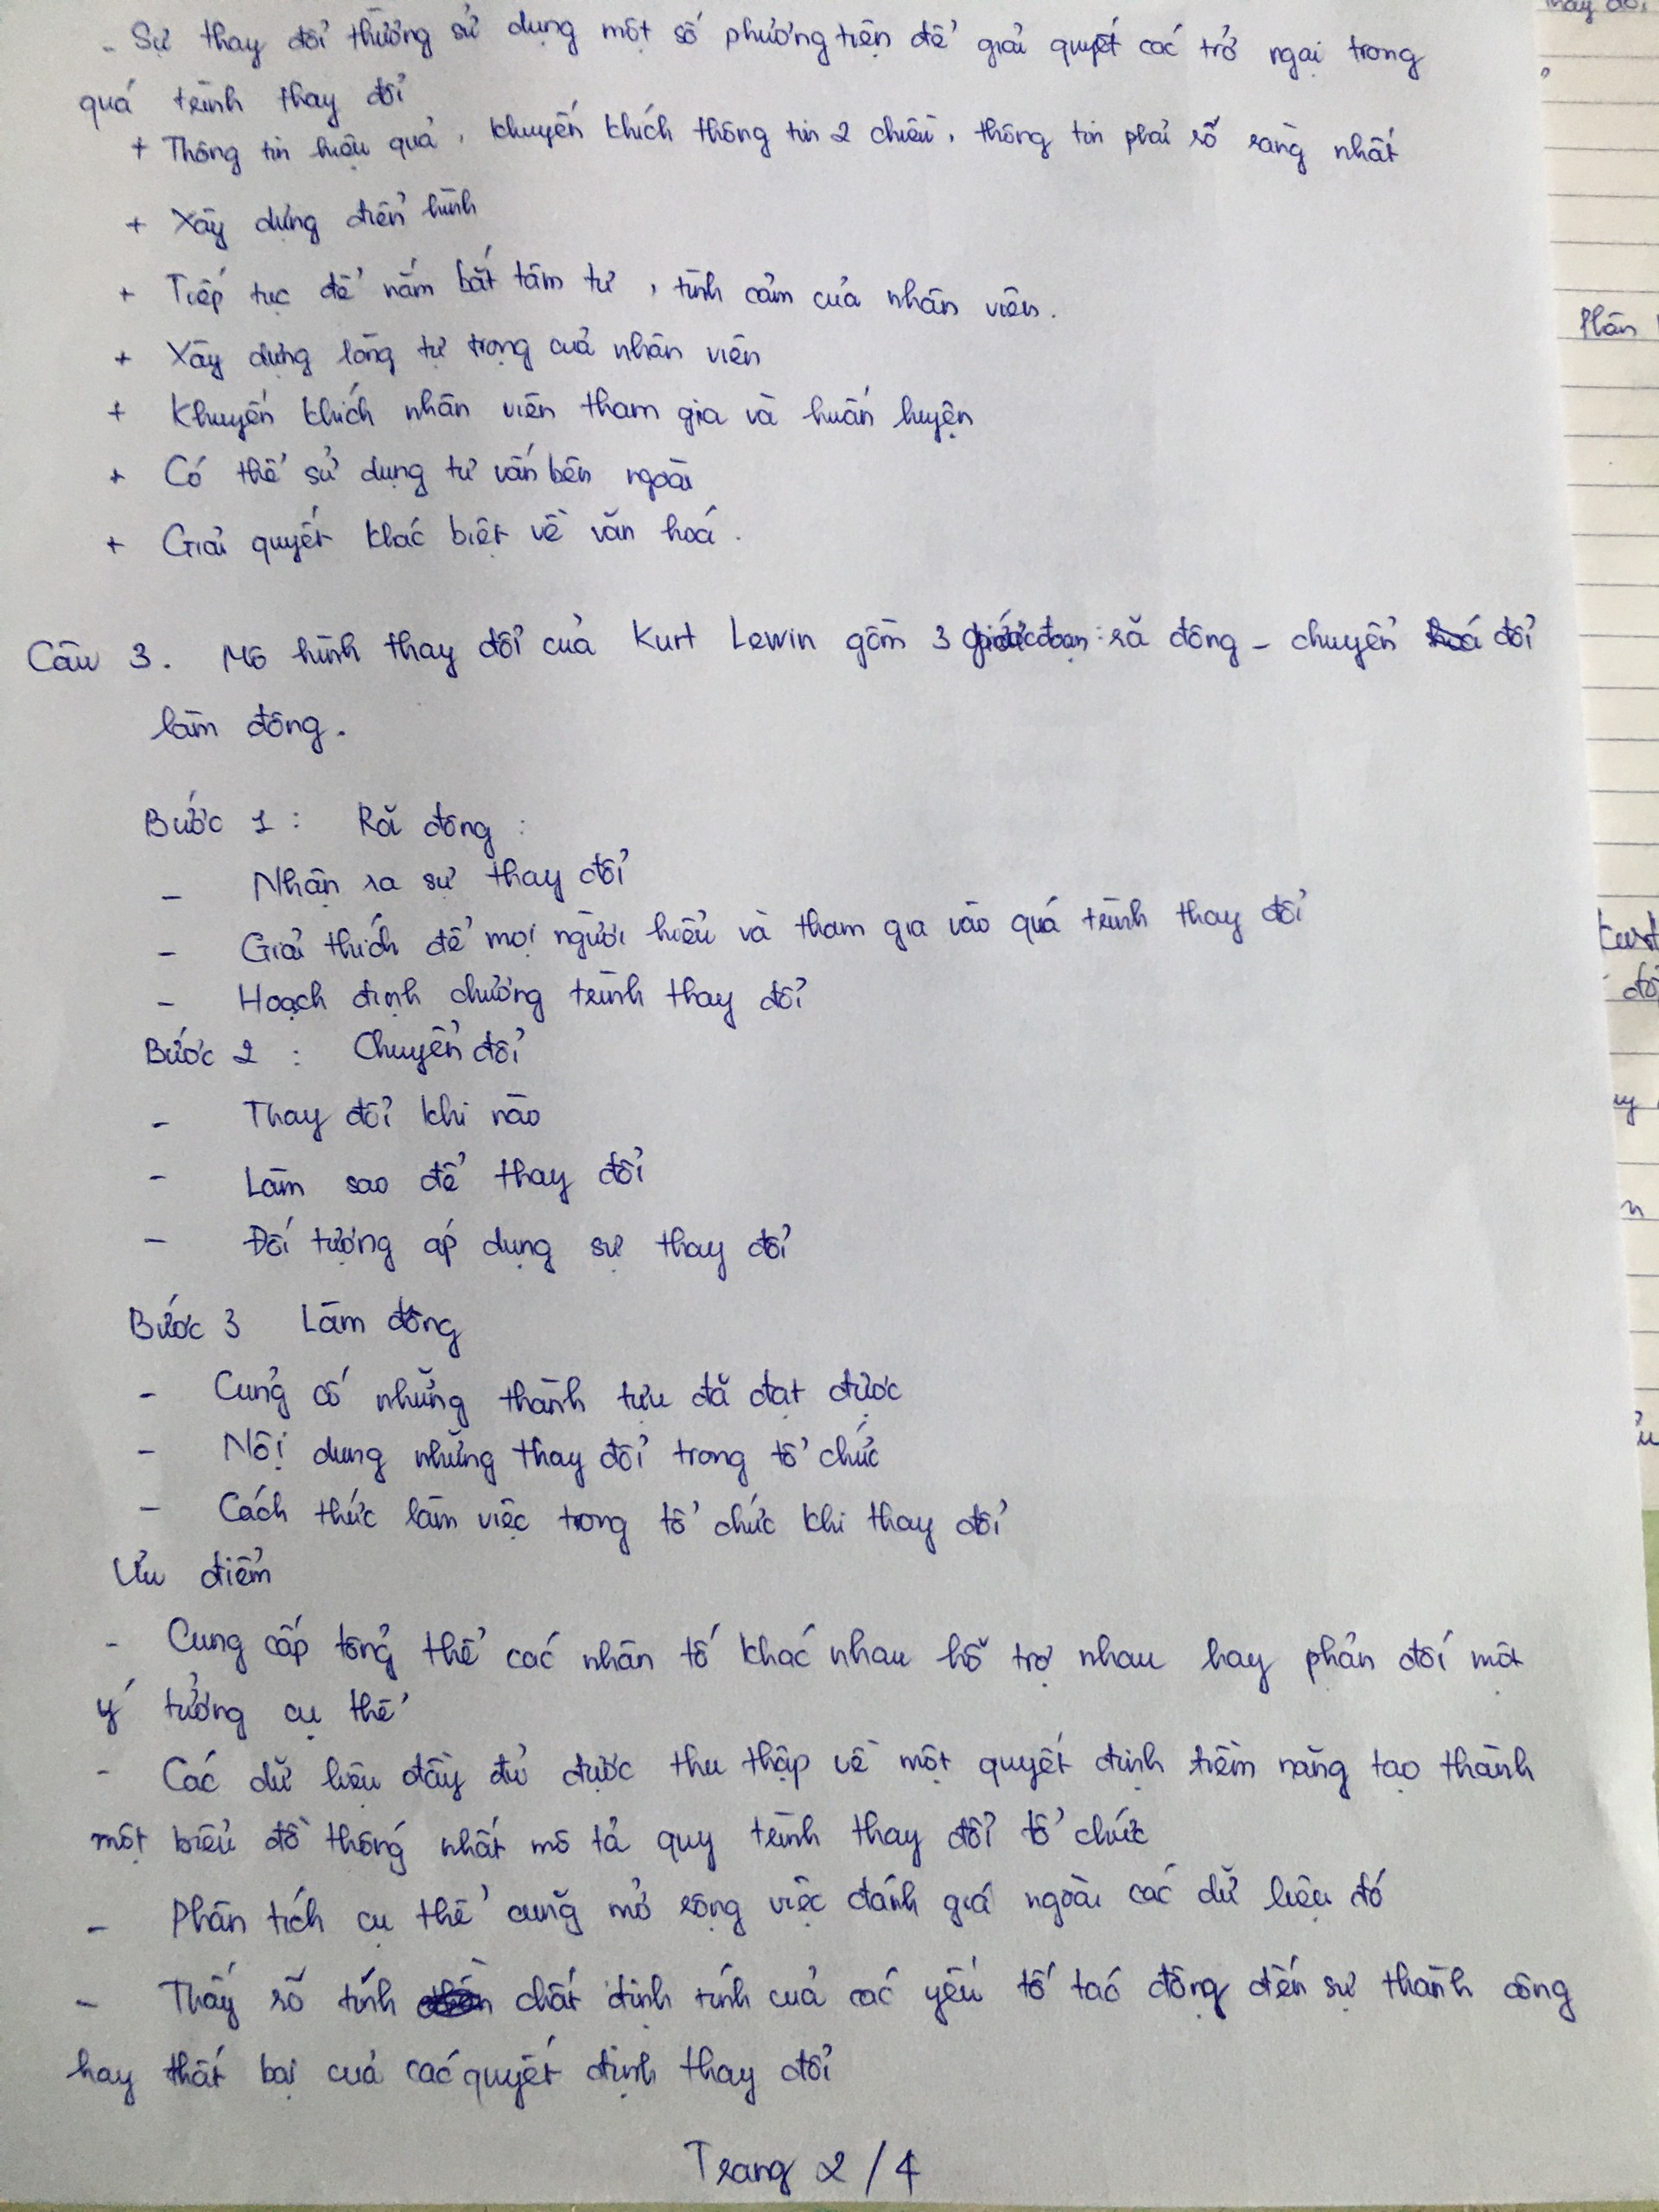 - Sự thay đổi thường sử dụng một số phương tiện để giải quyết các trở ngại trong
quá trình thay đổi
+ Thông tin hiệu quả, khuyến khích thông tin 2 chiều, thông tin phải rõ ràng nhất
+ Xây dựng điển hình
+ Tiếp tục để nắm bắt tâm tư, tình cảm của nhân viên.
+ Xây dựng lòng tự trọng của nhân viên
+ Khuyến khích nhân viên tham gia và huấn luyện
+ Có thể sử dụng tư vấn bên ngoài
+ Giải quyết khác biệt về văn hoá.
Câu 3. Mô hình thay đổi của Kurt Lewin gồm 3 giai đoạn: rã đông - chuyển đổi
làm đông.
Bước 1: Rã đông:
- Nhận ra sự thay đổi
- Giải thích để mọi người hiểu và tham gia vào quá trình thay đổi
- Hoạch định chương trình thay đổi
Bước 2: Chuyển đổi
- Thay đổi khi nào
- Làm sao để thay đổi
- Đối tượng áp dụng sự thay đổi
Bước 3 Làm đông
- Củng cố những thành tựu đã đạt được
- Nội dung những thay đổi trong tổ chức
- Cách thức làm việc trong tổ chức khi thay đổi
Ưu điểm
- Cung cấp tổng thể các nhân tố khác nhau hỗ trợ nhau hay phản đối một
ý tưởng cụ thể
- Các dữ liệu đầy đủ được thu thập về một quyết định tiềm năng tạo thành
một biểu đồ thống nhất mô tả quy trình thay đổi tổ chức
- Phân tích cụ thể cũng mở rộng việc đánh giá ngoài các dữ liệu đó
- Thấy rõ tính chất định tính của các yếu tố tác động đến sự thành công
hay thất bại của các quyết định thay đổi
Trang 2/4
Phân